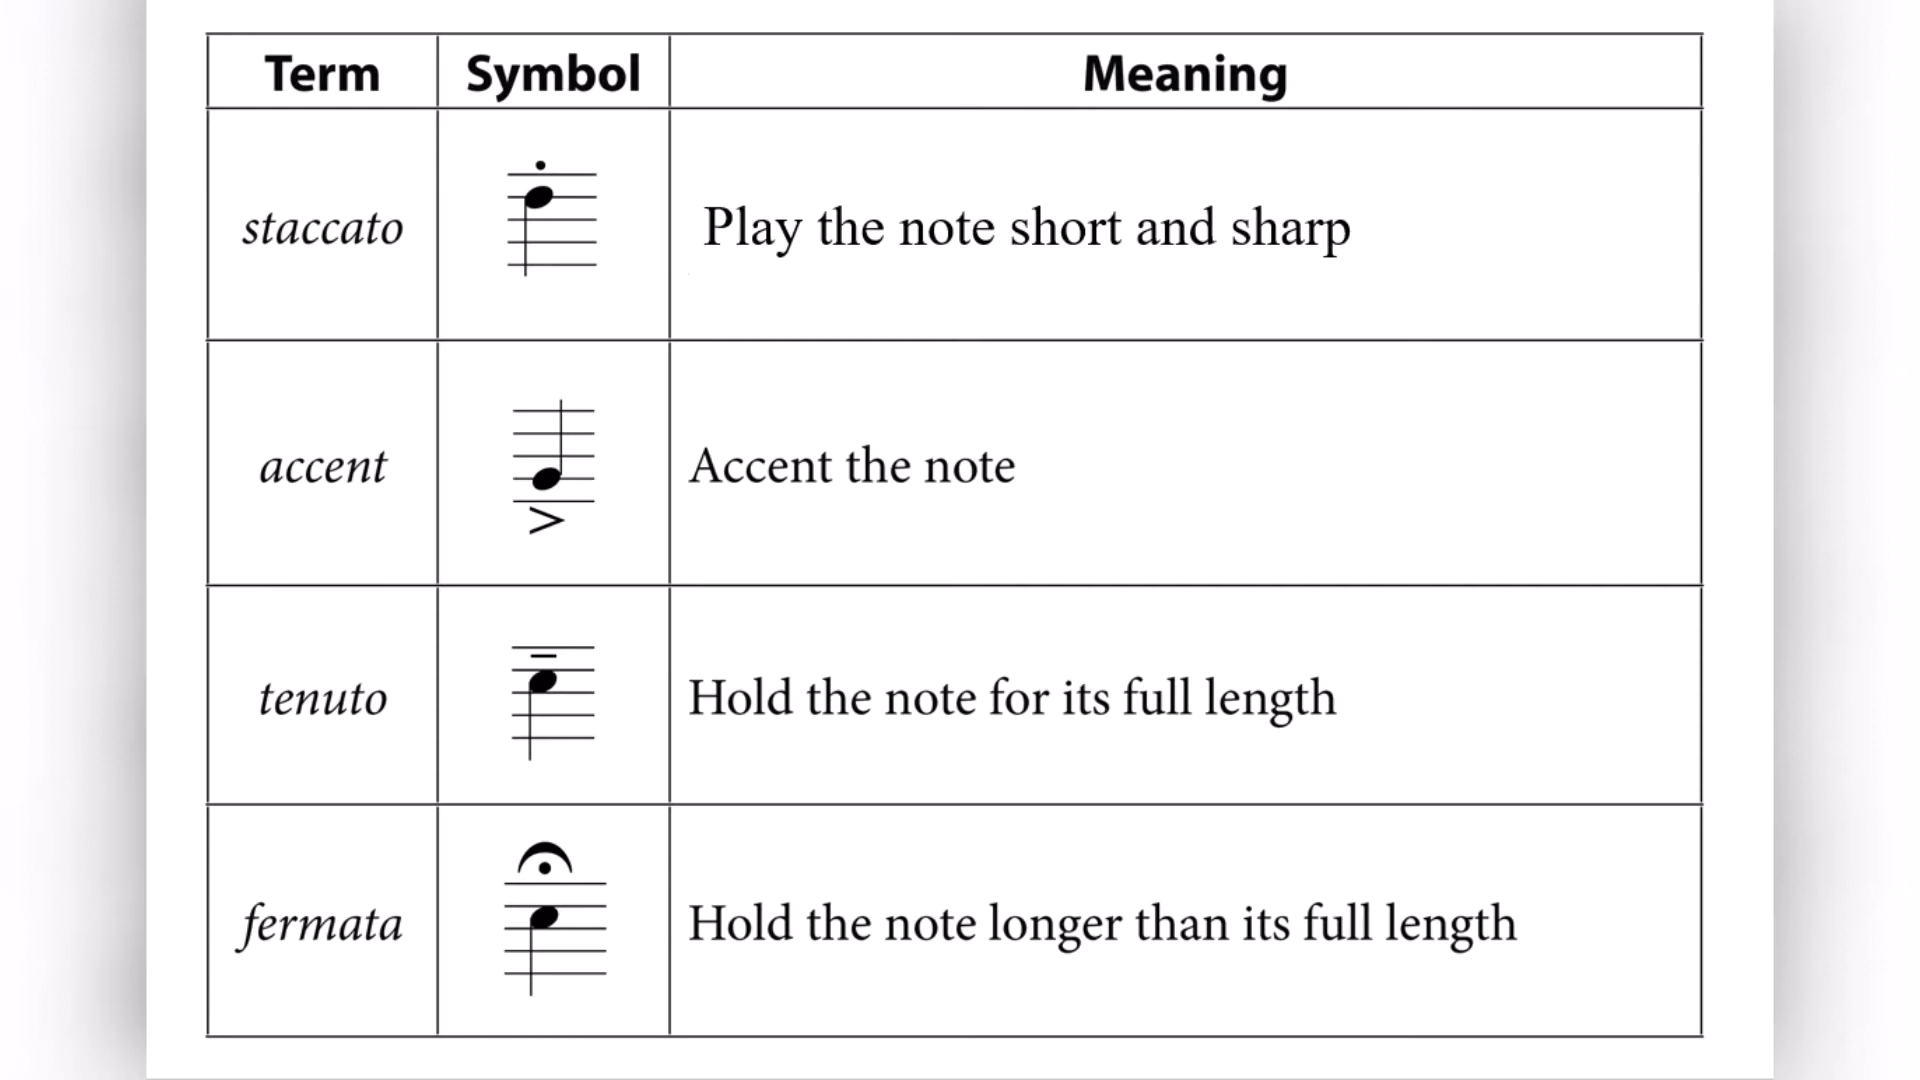 Term Symbol Meaning
staccato Play the note short and sharp
accent Accent the note
tenuto Hold the note for its full length
fermata Hold the note longer than its full length